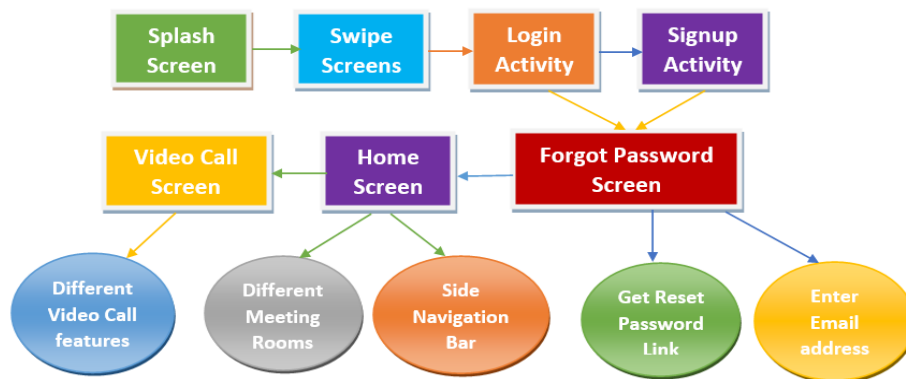 Splash
Screen
Swipe
Screens
Login
Activity
Signup
Activity
Video Call
Screen
Home
Screen
Forgot Password
Screen
Different
Video Call
features
Different
Meeting
Rooms
Side
Navigation
Bar
Get Reset
Password
Link
Enter
Email
address